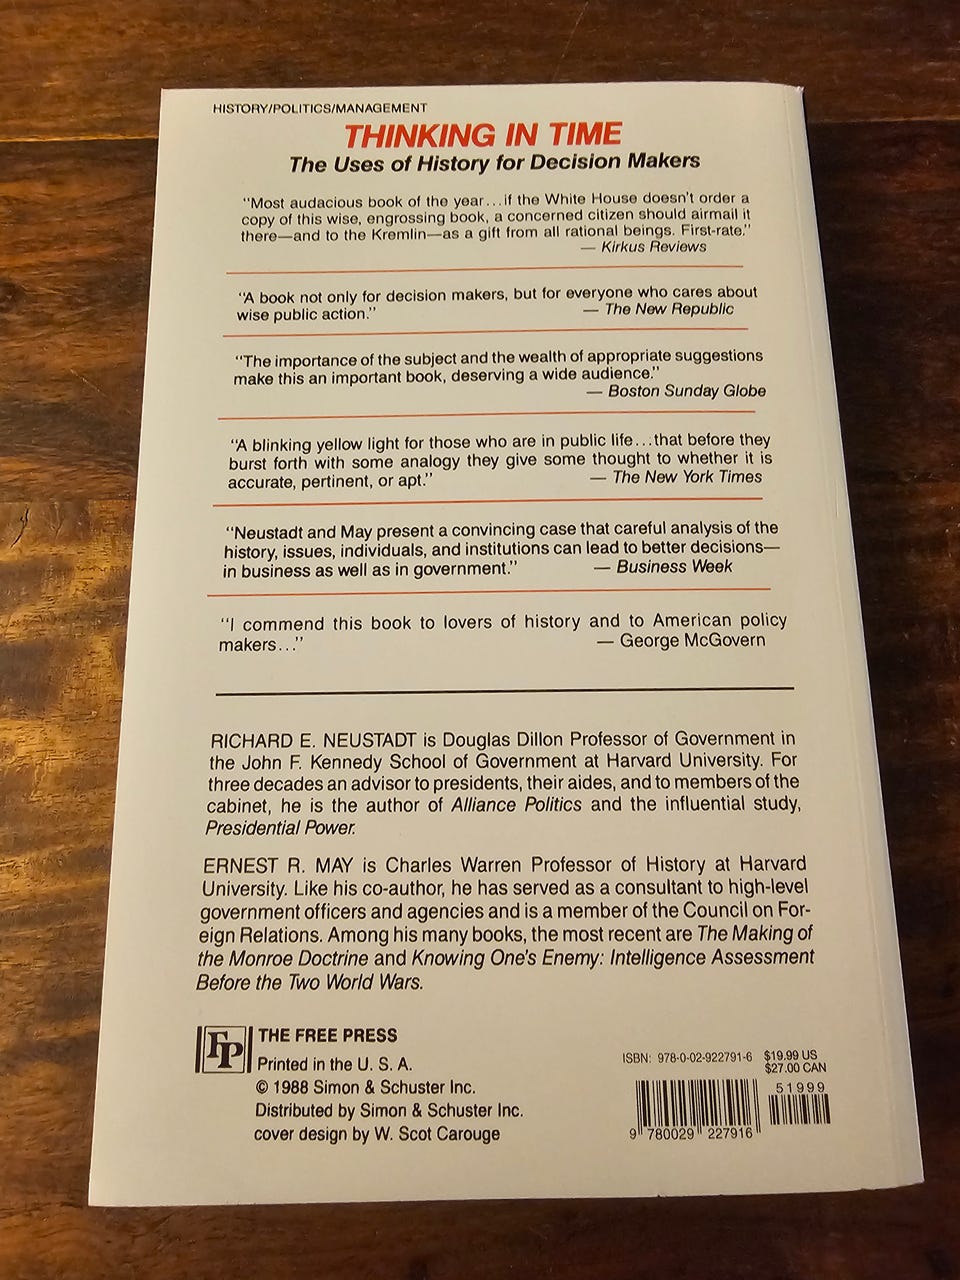 HISTORY/POLITICS/MANAGEMENT
THINKING IN TIME
The Uses of History for Decision Makers
"Most audacious book of the year...if the White House doesn't order a
copy of this wise, engrossing book, a concerned citizen should airmail it
there—and to the Kremlin—as a gift from all rational beings. First-rate."
— Kirkus Reviews
"A book not only for decision makers, but for everyone who cares about
wise public action." — The New Republic
"The importance of the subject and the wealth of appropriate suggestions
make this an important book, deserving a wide audience."
— Boston Sunday Globe
"A blinking yellow light for those who are in public life...that before they
burst forth with some analogy they give some thought to whether it is
accurate, pertinent, or apt." — The New York Times
"Neustadt and May present a convincing case that careful analysis of the
history, issues, individuals, and institutions can lead to better decisions—
in business as well as in government." — Business Week
"I commend this book to lovers of history and to American policy
makers..." — George McGovern
RICHARD E. NEUSTADT is Douglas Dillon Professor of Government in
the John F. Kennedy School of Government at Harvard University. For
three decades an advisor to presidents, their aides, and to members of the
cabinet, he is the author of Alliance Politics and the influential study,
Presidential Power.
ERNEST R. MAY is Charles Warren Professor of History at Harvard
University. Like his co-author, he has served as a consultant to high-level
government officers and agencies and is a member of the Council on For-
eign Relations. Among his many books, the most recent are The Making of
the Monroe Doctrine and Knowing One's Enemy: Intelligence Assessment
Before the Two World Wars.
FP
THE FREE PRESS
Printed in the U. S. A.
© 1988 Simon & Schuster Inc.
Distributed by Simon & Schuster Inc.
cover design by W. Scot Carouge
ISBN: 978-0-02-922791-6 $19.99 US
$27.00 CAN
51999
9 780029 227916